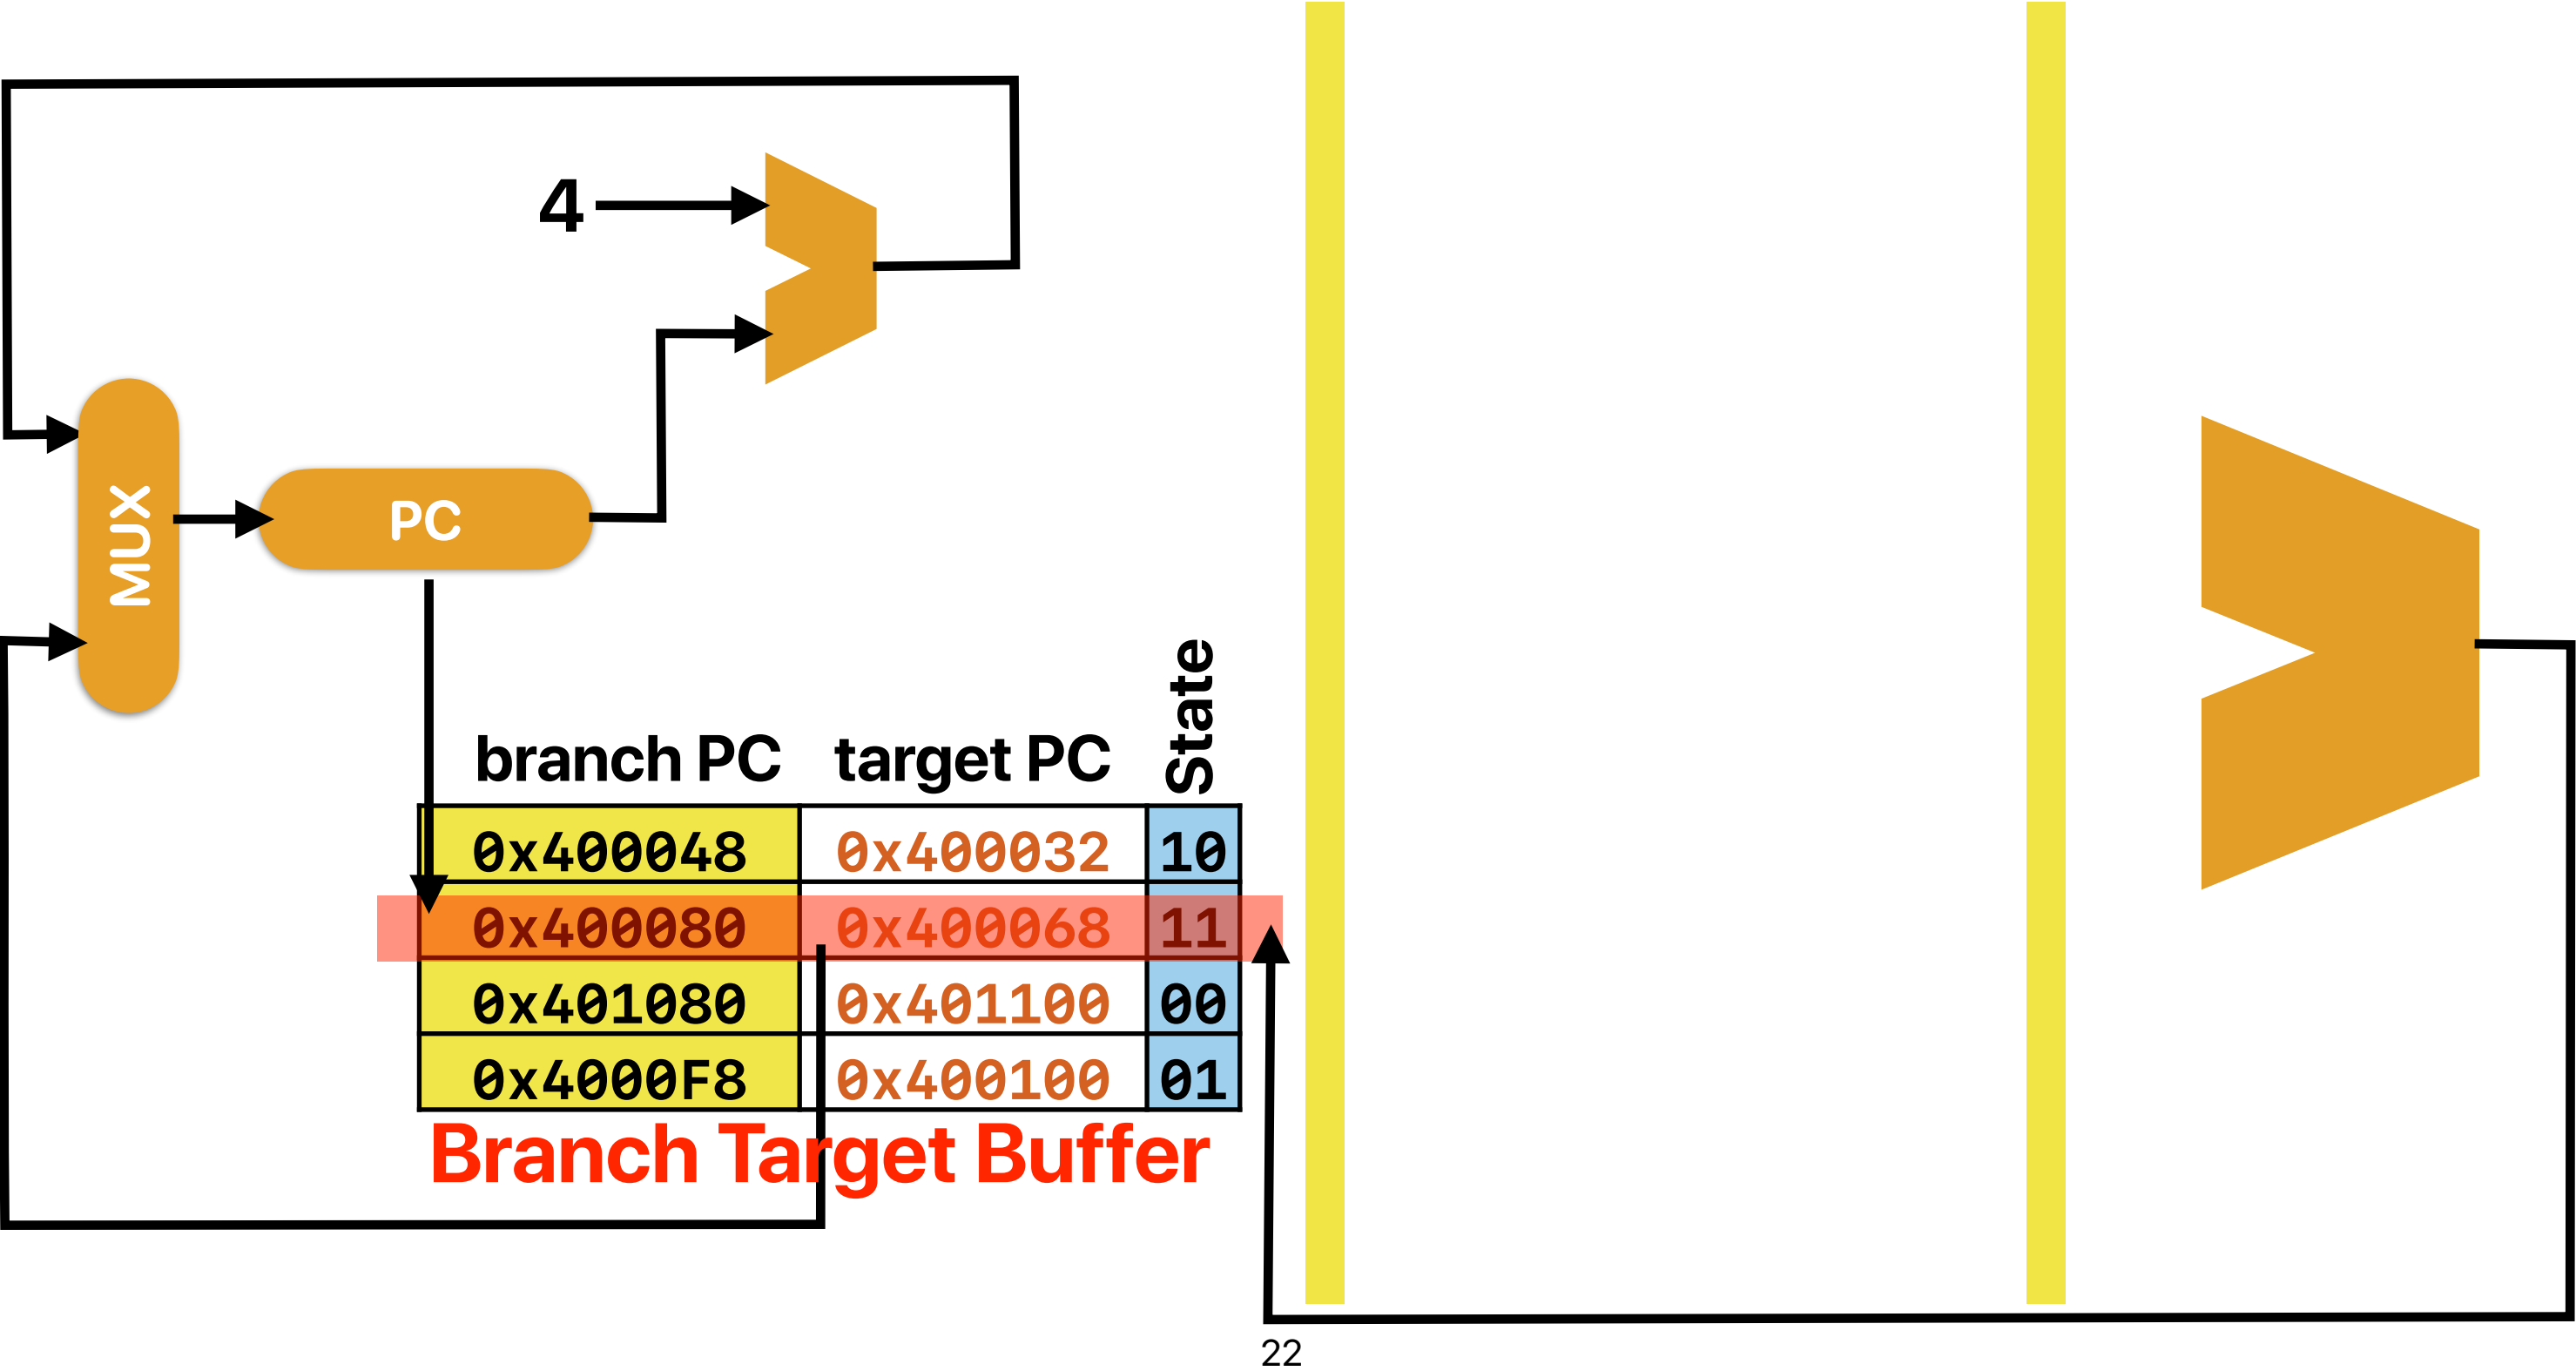 4
MUX
PC
branch PC target PC State
0x400048 0x400032 10
0x400080 0x400068 11
0x401080 0x401100 00
0x4000F8 0x400100 01
Branch Target Buffer
22